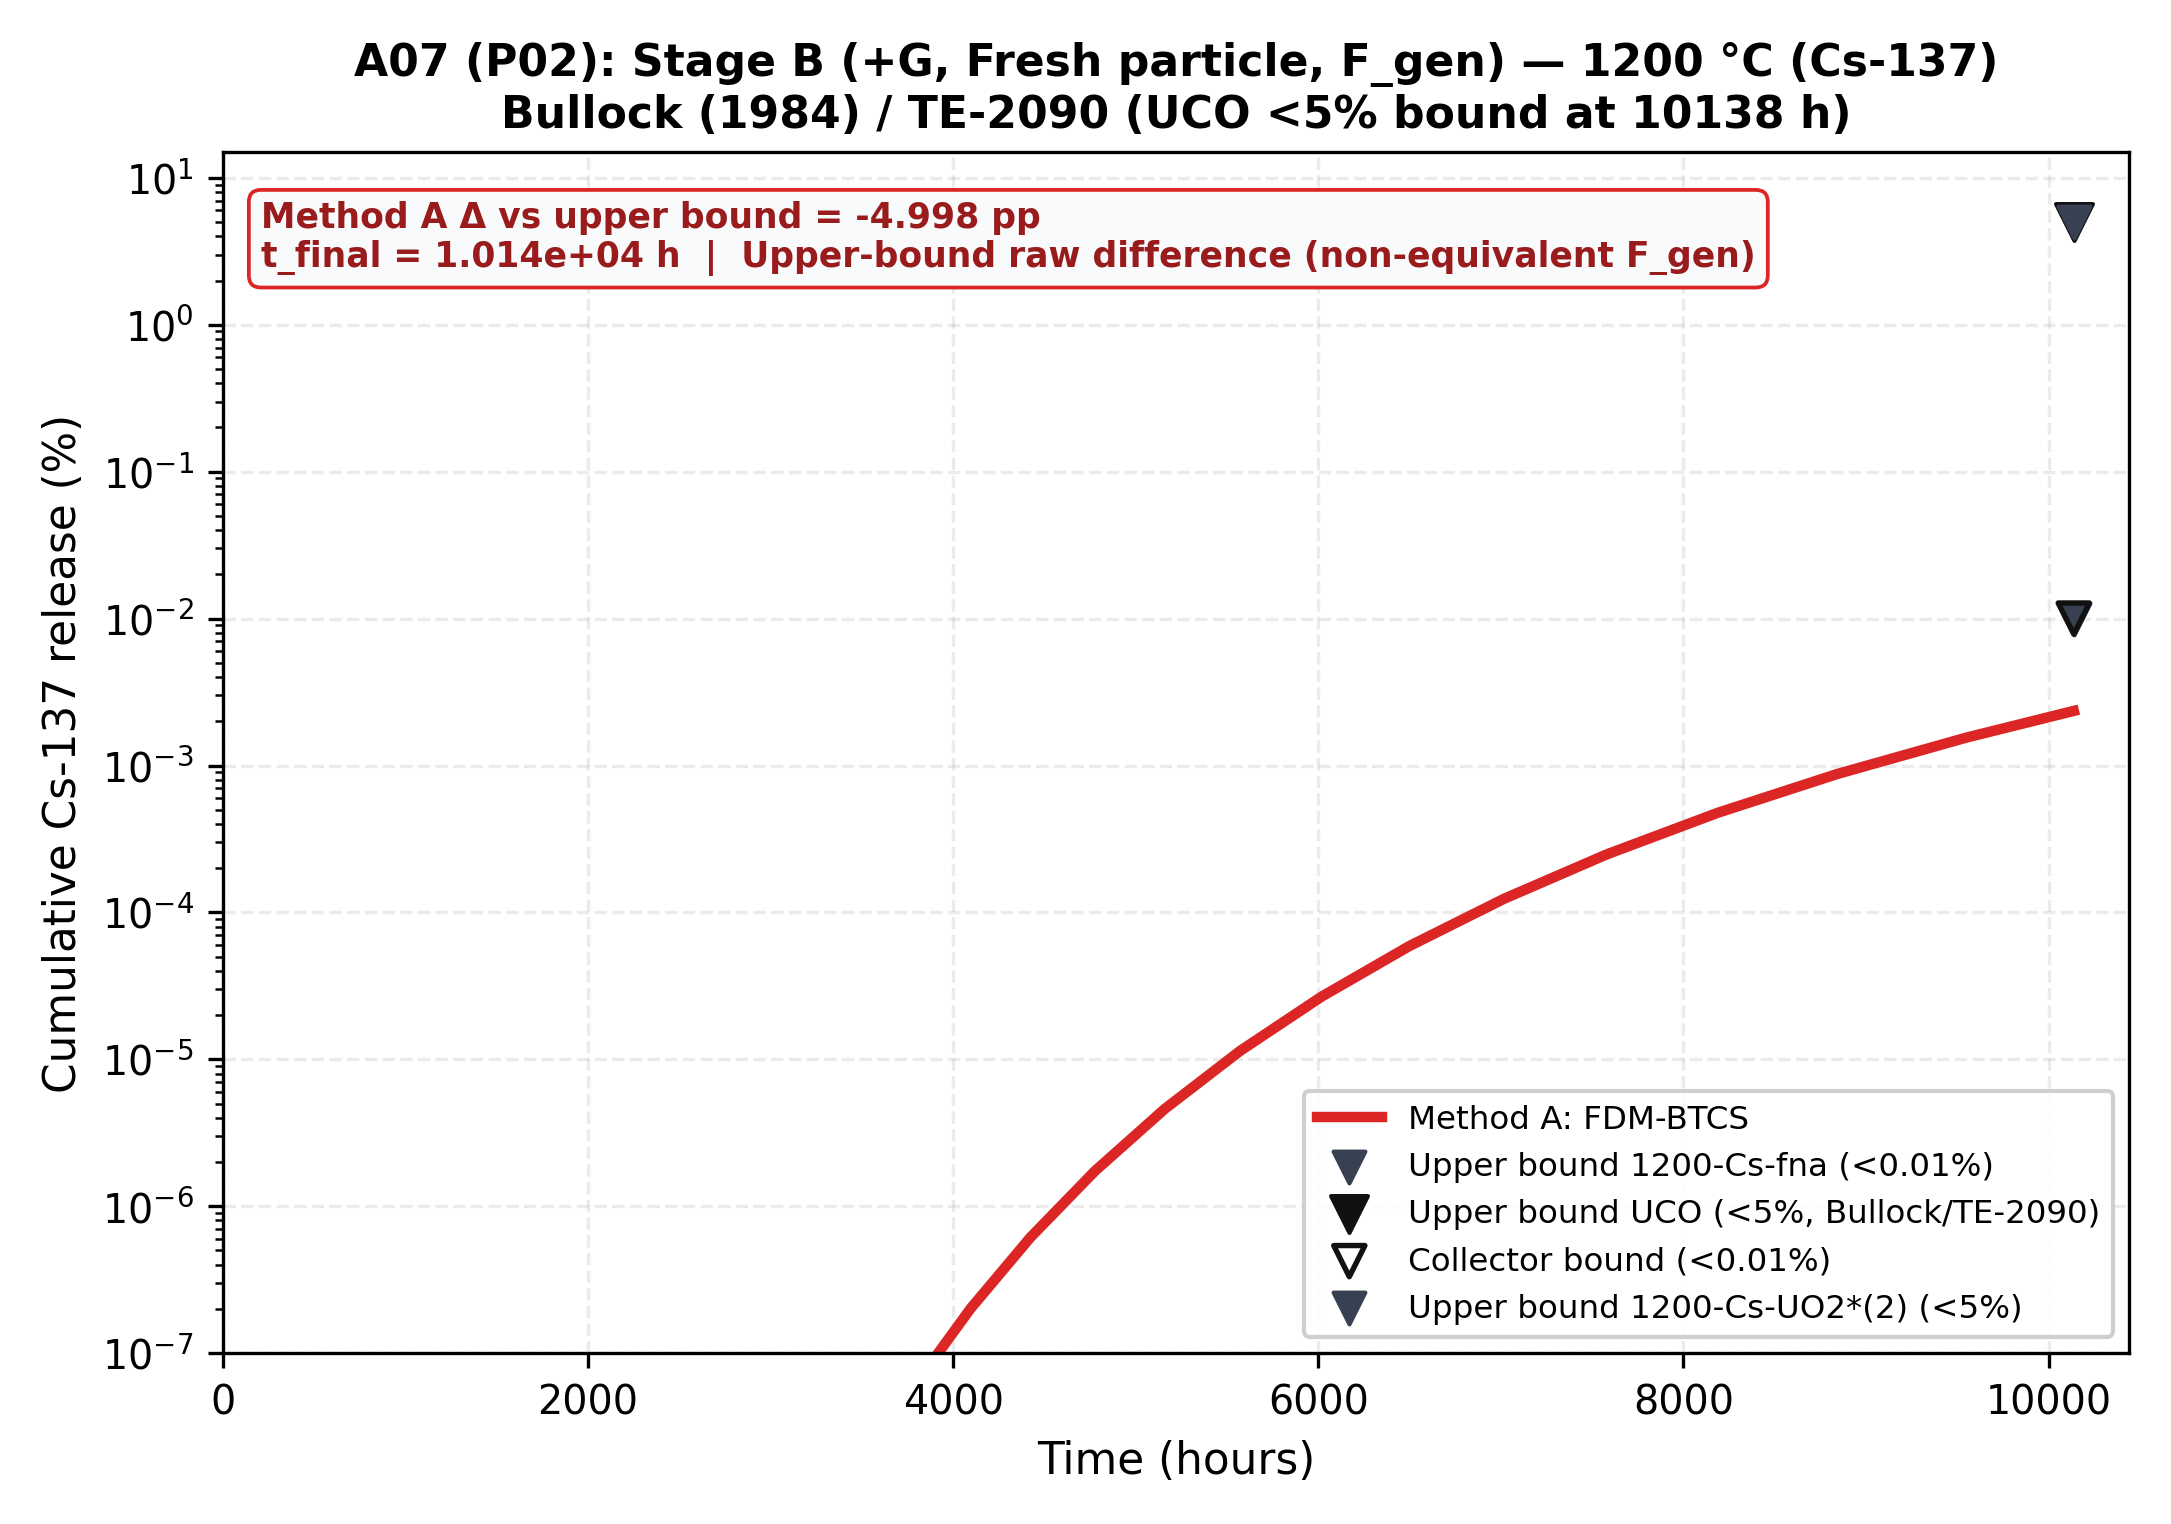 A07 (P02): Stage B (+G, Fresh particle, F_gen) — 1200 °C (Cs-137)
Bullock (1984) / TE-2090 (UCO <5% bound at 10138 h)
Method A Δ vs upper bound = -4.998 pp
t_final = 1.014e+04 h | Upper-bound raw difference (non-equivalent F_gen)
Cumulative Cs-137 release (%)
10¹
10⁰
10⁻¹
10⁻²
10⁻³
10⁻⁴
10⁻⁵
10⁻⁶
10⁻⁷
Method A: FDM-BTCS
Upper bound 1200-Cs-fna (<0.01%)
Upper bound UCO (<5%, Bullock/TE-2090)
Collector bound (<0.01%)
Upper bound 1200-Cs-UO2*(2) (<5%)
0
2000
4000
6000
8000
10000
Time (hours)